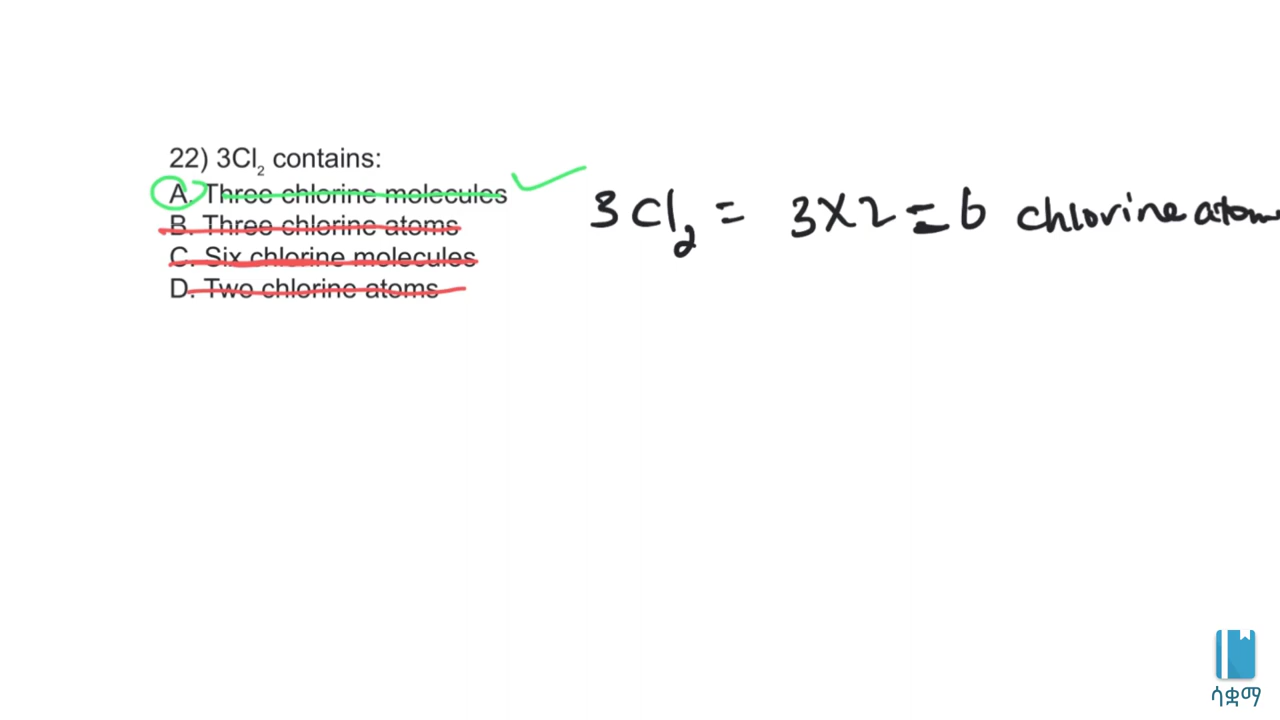 22) 3Cl₂ contains:
A. Three chlorine molecules
B. Three chlorine atoms
C. Six chlorine molecules
D. Two chlorine atoms
3Cl₂ = 3X2 = 6 chlorine atoms
ሳቋማ